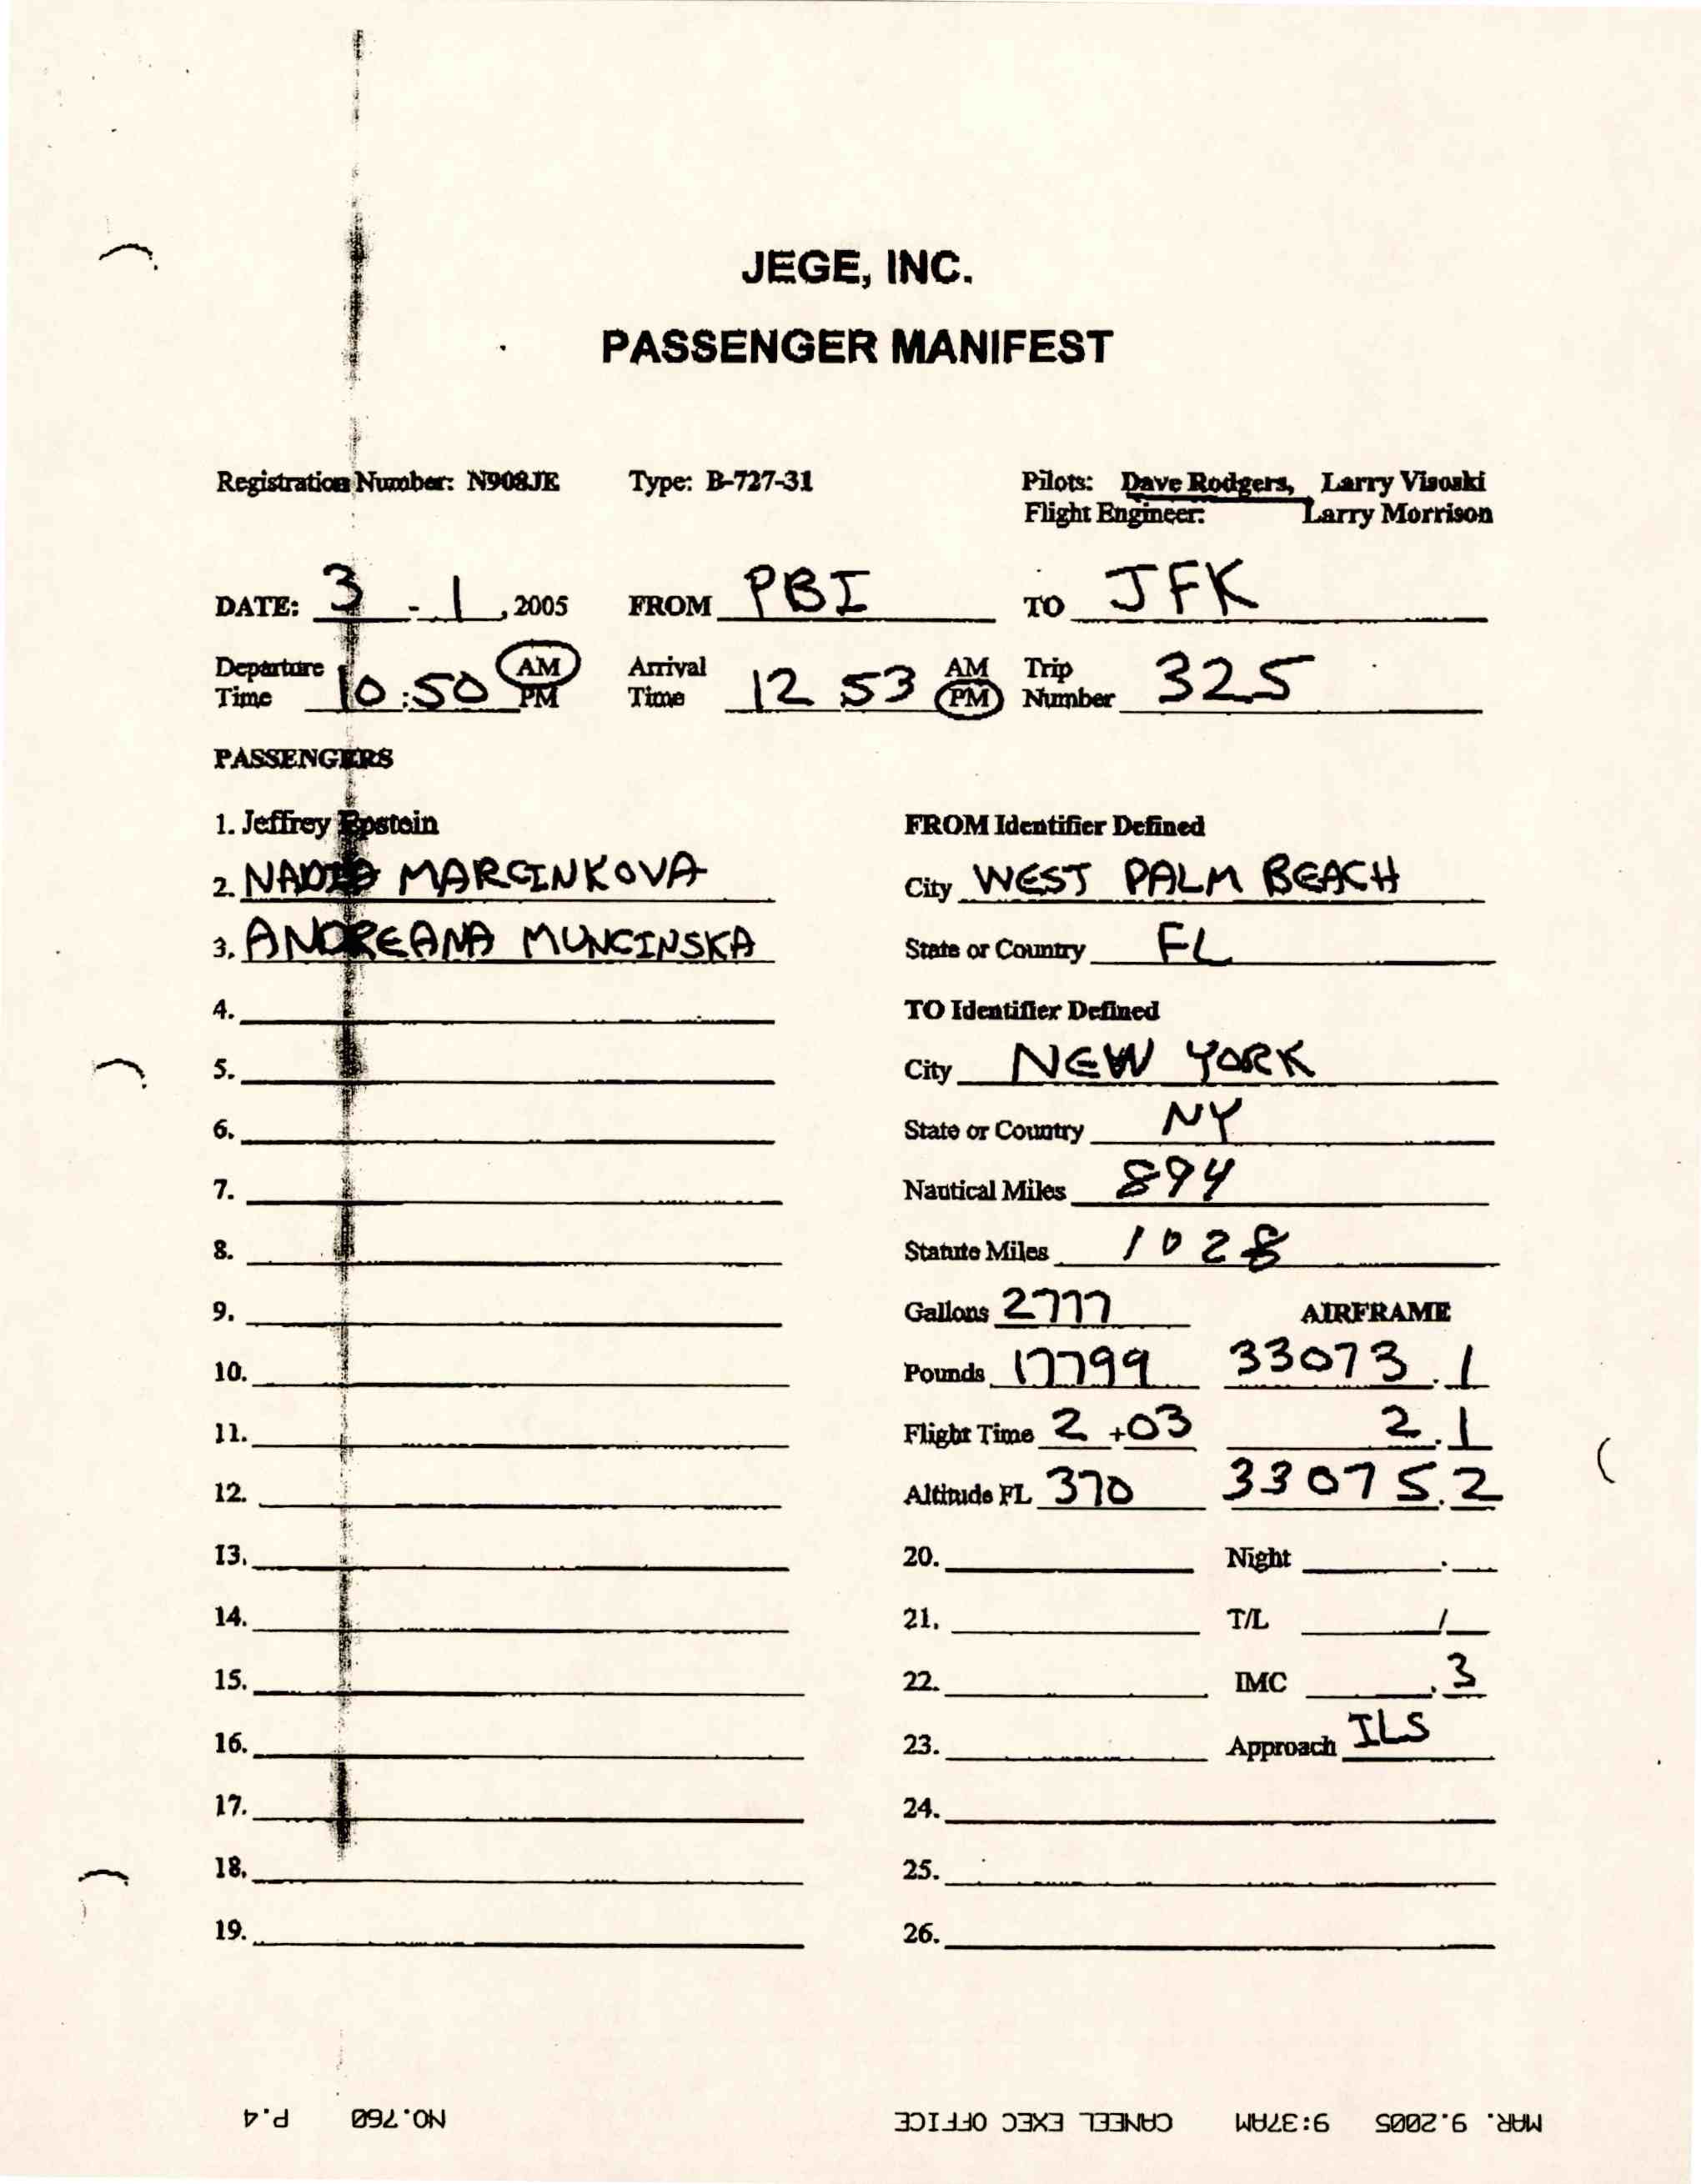 JEGE, INC.
PASSENGER MANIFEST
Registration Number: N908JE Type: B-727-31 Pilots: Dave Rodgers, Larry Visoski
Flight Engineer: Larry Morrison
DATE: 3 - 1, 2005 FROM PBI TO JFK
Departure Time 10:50 AM PM Arrival Time 12 53 AM PM Trip Number 325
PASSENGERS
1. Jeffrey Epstein
2. NADIA MARCINKOVA
3. ANDREANA MUNCINSKA
4.
5.
6.
7.
8.
9.
10.
11.
12.
13.
14.
15.
16.
17.
18.
19.
FROM Identifier Defined
City WEST PALM BEACH
State or Country FL
TO Identifier Defined
City NEW YORK
State or Country NY
Nautical Miles 894
Statute Miles 1028
Gallons 2777 AIRFRAME
Pounds 17799 33073.1
Flight Time 2+03 2.1
Altitude FL 370 33075.2
20. Night .
21. T/L /
22. IMC .3
23. Approach ILS
24.
25.
26.
MAR. 9.2005 9:37AM CANEEL EXEC OFFICE NO.760 P.4